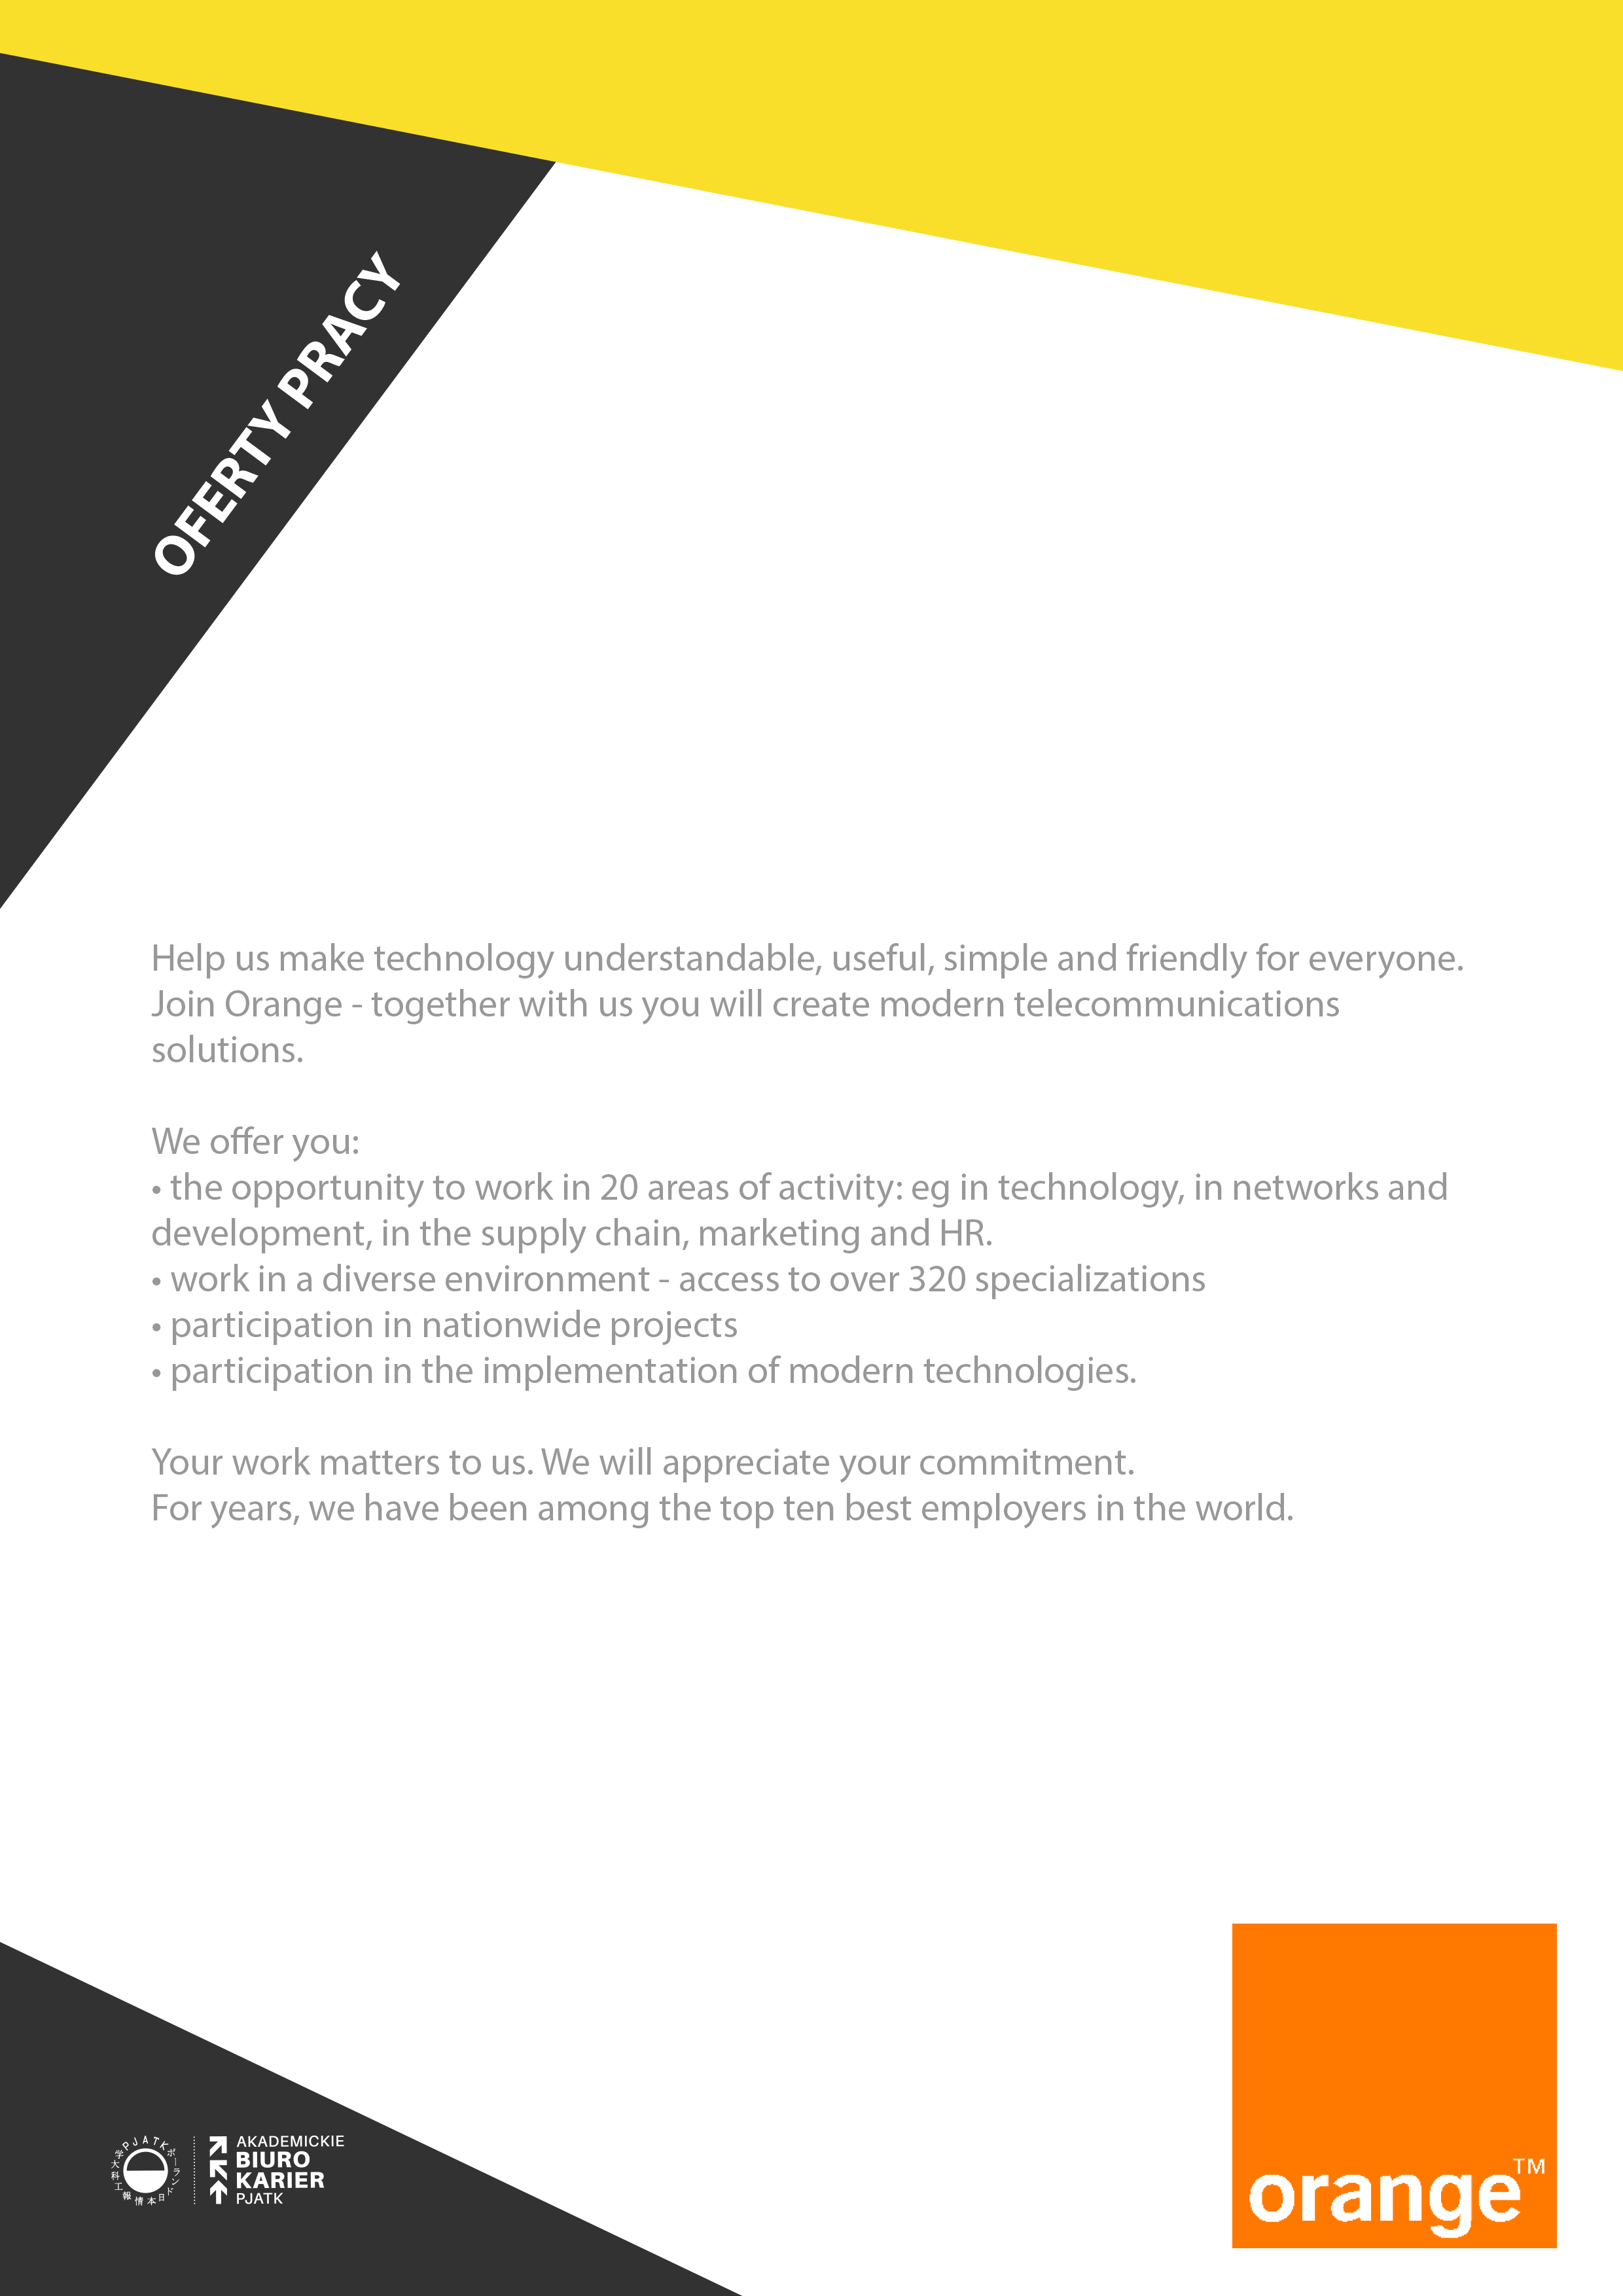 OFERTY PRACY
Help us make technology understandable, useful, simple and friendly for everyone.
Join Orange - together with us you will create modern telecommunications
solutions.
We offer you:
• the opportunity to work in 20 areas of activity: eg in technology, in networks and
development, in the supply chain, marketing and HR.
• work in a diverse environment - access to over 320 specializations
• participation in nationwide projects
• participation in the implementation of modern technologies.
Your work matters to us. We will appreciate your commitment.
For years, we have been among the top ten best employers in the world.
PJATK ポーランド日本情報工科大学
AKADEMICKIE
BIURO
KARIER
PJATK
orange™